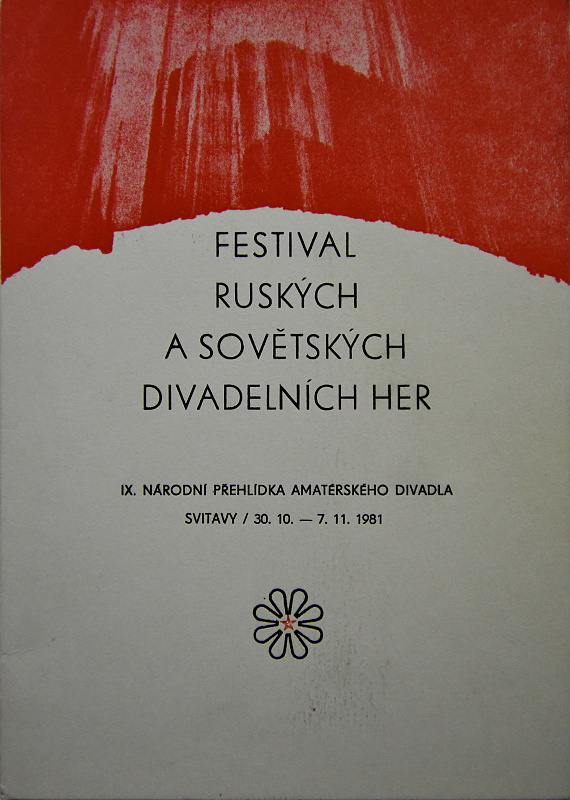 FESTIVAL
RUSKÝCH
A SOVĚTSKÝCH
DIVADELNÍCH HER
IX. NÁRODNÍ PŘEHLÍDKA AMATÉRSKÉHO DIVADLA
SVITAVY / 30. 10. — 7. 11. 1981